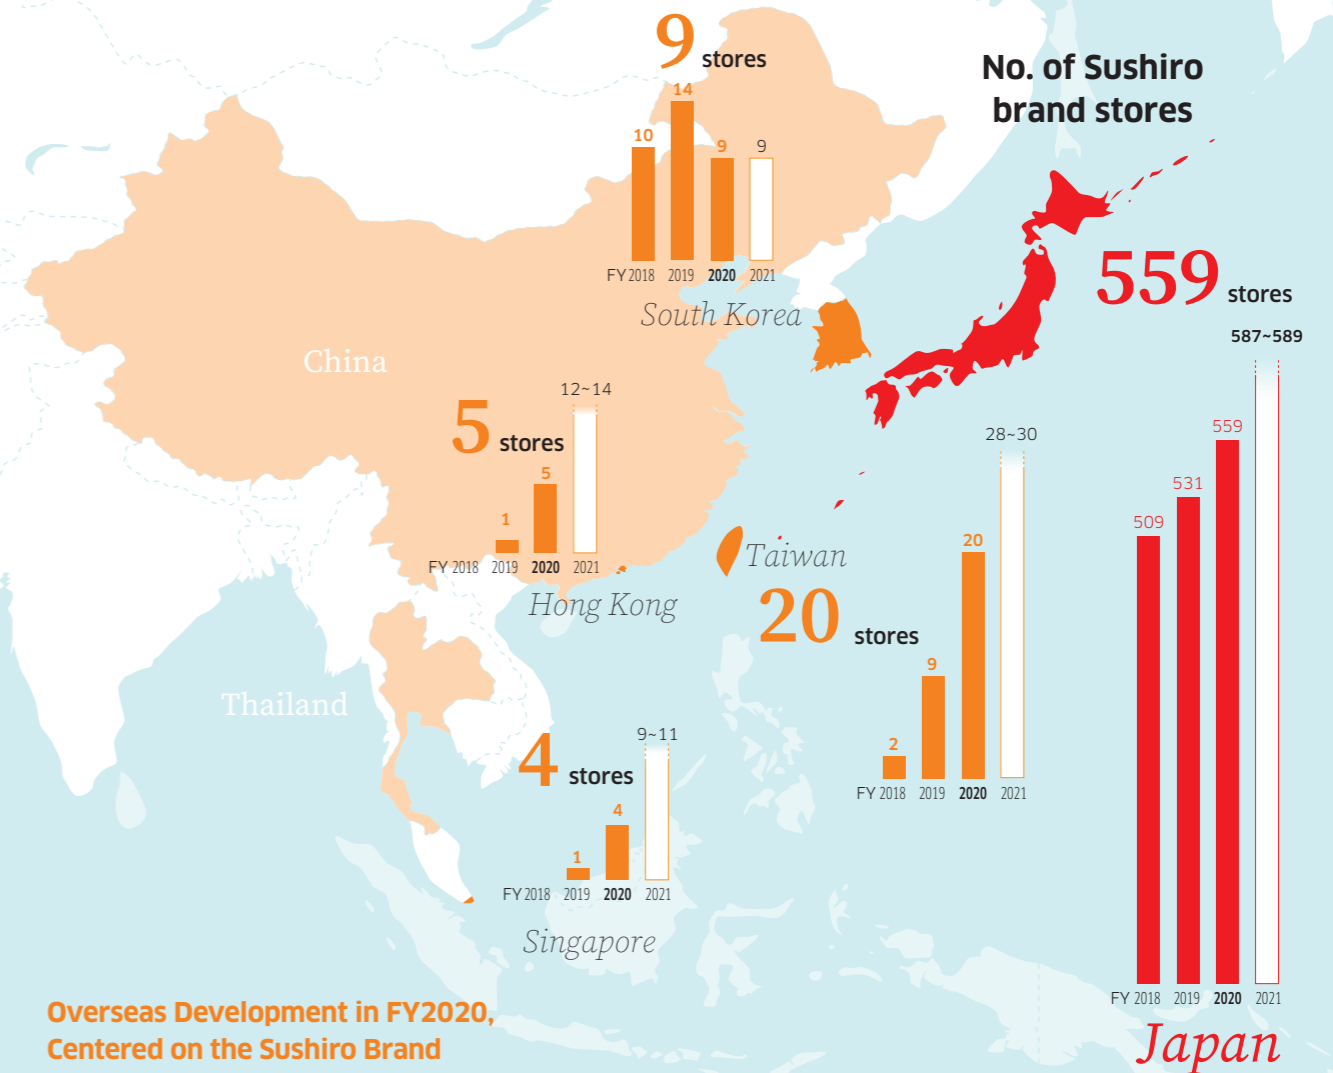 No. of Sushiro
brand stores
9 stores
10
14
9
9
FY 2018 2019 2020 2021
South Korea
China
5 stores
1
5
12~14
FY 2018 2019 2020 2021
Hong Kong
Taiwan
20 stores
2
9
20
28~30
FY 2018 2019 2020 2021
Thailand
4 stores
1
4
9~11
FY 2018 2019 2020 2021
Singapore
559 stores
509
531
559
587~589
FY 2018 2019 2020 2021
Japan
Overseas Development in FY2020,
Centered on the Sushiro Brand